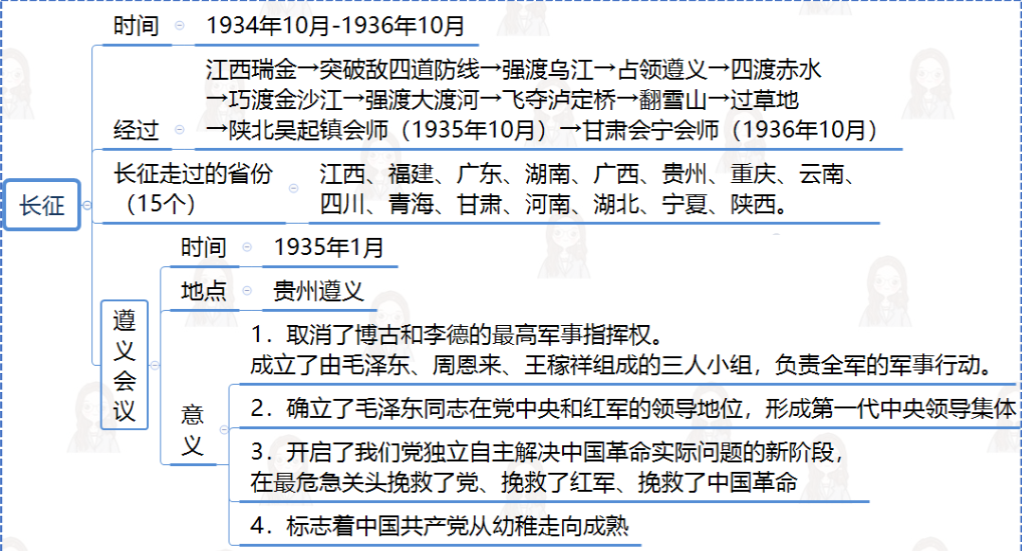 时间
1934年10月-1936年10月
江西瑞金→突破敌四道防线→强渡乌江→占领遵义→四渡赤水
→巧渡金沙江→强渡大渡河→飞夺泸定桥→翻雪山→过草地
经过
→陕北吴起镇会师（1935年10月）→甘肃会宁会师（1936年10月）
长征走过的省份
（15个）
江西、福建、广东、湖南、广西、贵州、重庆、云南、
四川、青海、甘肃、河南、湖北、宁夏、陕西。
长征
时间
1935年1月
地点
贵州遵义
遵义会议
意义
1．取消了博古和李德的最高军事指挥权。
成立了由毛泽东、周恩来、王稼祥组成的三人小组，负责全军的军事行动。
2．确立了毛泽东同志在党中央和红军的领导地位，形成第一代中央领导集体
3．开启了我们党独立自主解决中国革命实际问题的新阶段，
在最危急关头挽救了党、挽救了红军、挽救了中国革命
4．标志着中国共产党从幼稚走向成熟